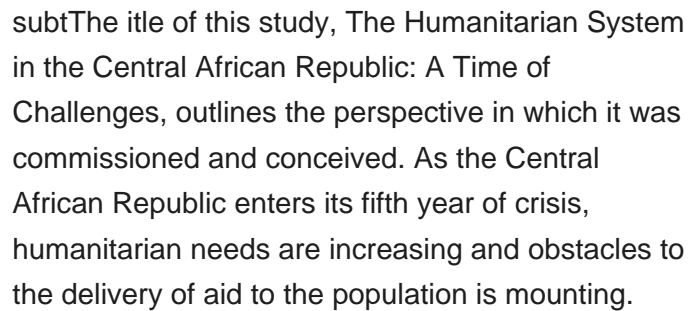 subtThe itle of this study, The Humanitarian System
in the Central African Republic: A Time of
Challenges, outlines the perspective in which it was
commissioned and conceived. As the Central
African Republic enters its fifth year of crisis,
humanitarian needs are increasing and obstacles to
the delivery of aid to the population is mounting.